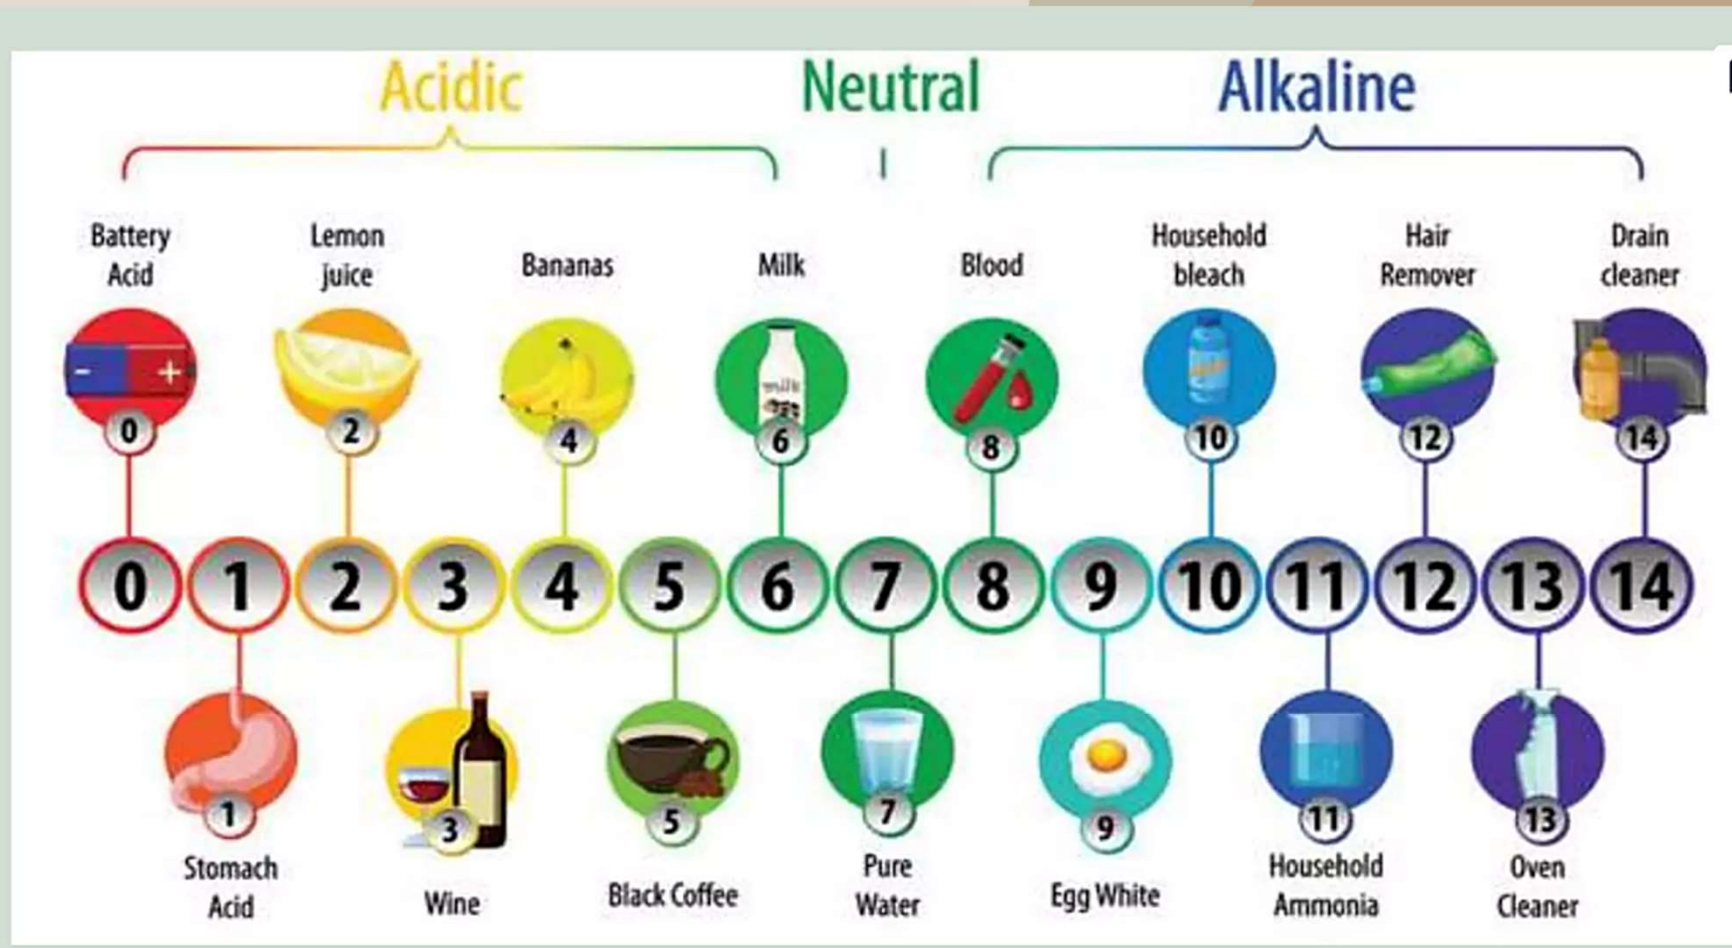 Acidic
Neutral
Alkaline
Battery
Acid
Lemon
juice
Bananas
Milk
Blood
Household
bleach
Hair
Remover
Drain
cleaner
- +
milk
0
2
4
6
8
10
12
14
0 1 2 3 4 5 6 7 8 9 10 11 12 13 14
1
3
5
7
9
11
13
Stomach
Acid
Wine
Black Coffee
Pure
Water
Egg White
Household
Ammonia
Oven
Cleaner